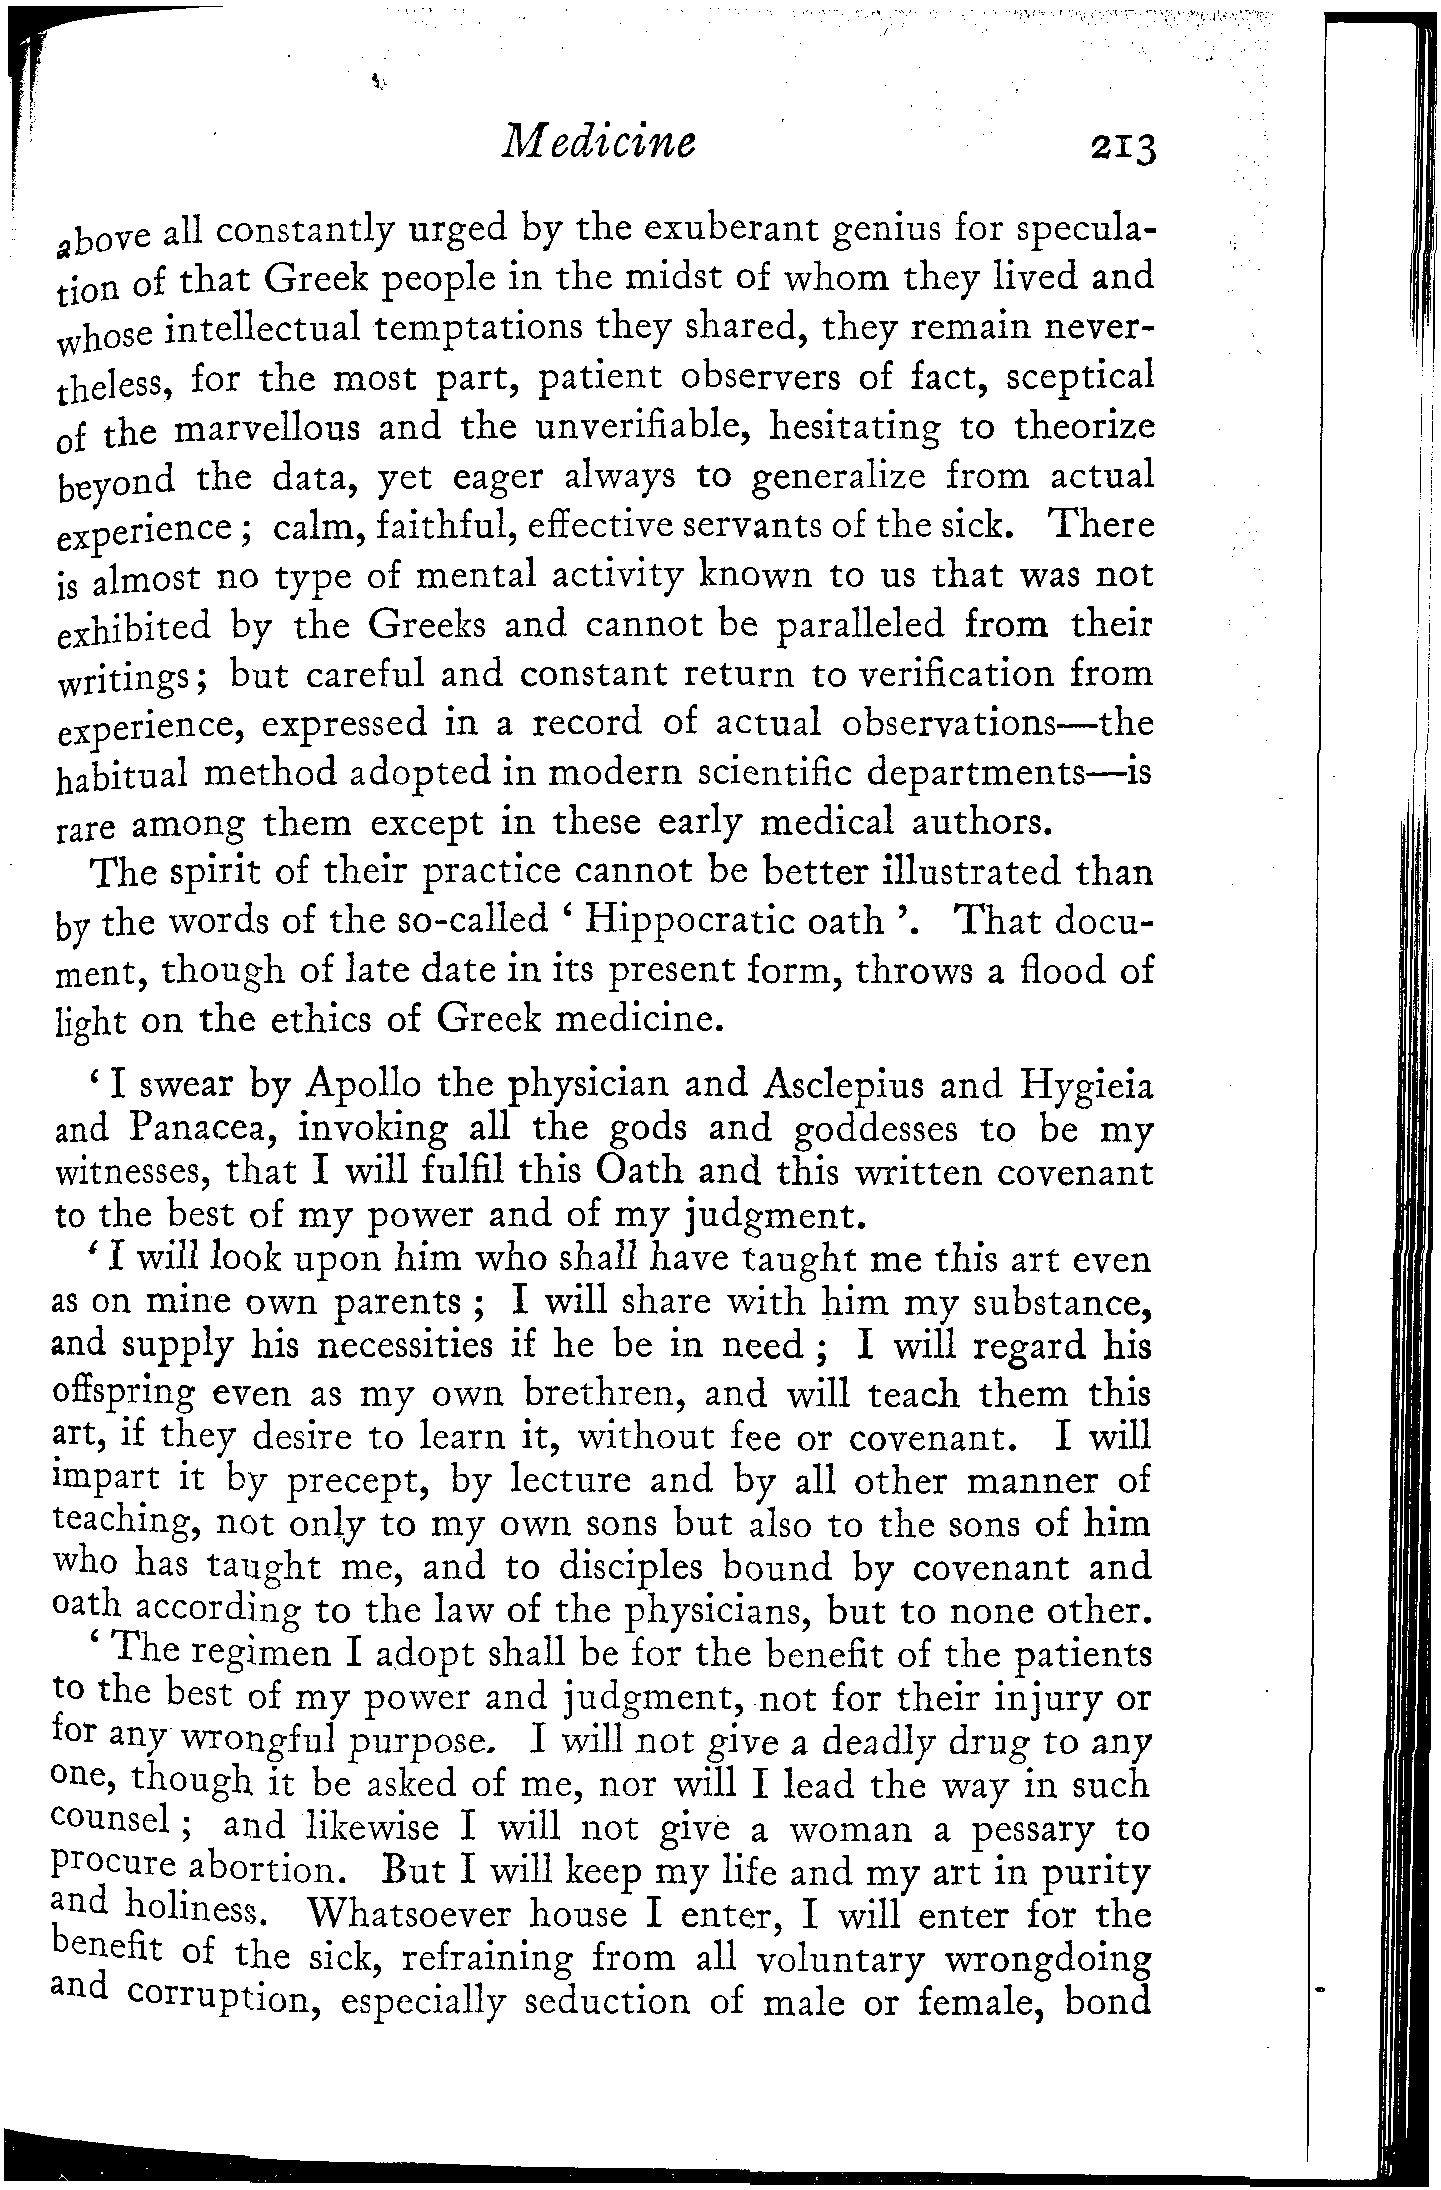 Medicine 213
above all constantly urged by the exuberant genius for specula-
tion of that Greek people in the midst of whom they lived and
whose intellectual temptations they shared, they remain never-
theless, for the most part, patient observers of fact, sceptical
of the marvellous and the unverifiable, hesitating to theorize
beyond the data, yet eager always to generalize from actual
experience ; calm, faithful, effective servants of the sick. There
is almost no type of mental activity known to us that was not
exhibited by the Greeks and cannot be paralleled from their
writings ; but careful and constant return to verification from
experience, expressed in a record of actual observations—the
habitual method adopted in modern scientific departments—is
rare among them except in these early medical authors.
The spirit of their practice cannot be better illustrated than
by the words of the so-called ‘ Hippocratic oath ’. That docu-
ment, though of late date in its present form, throws a flood of
light on the ethics of Greek medicine.
‘ I swear by Apollo the physician and Asclepius and Hygieia
and Panacea, invoking all the gods and goddesses to be my
witnesses, that I will fulfil this Oath and this written covenant
to the best of my power and of my judgment.
‘ I will look upon him who shall have taught me this art even
as on mine own parents ; I will share with him my substance,
and supply his necessities if he be in need ; I will regard his
offspring even as my own brethren, and will teach them this
art, if they desire to learn it, without fee or covenant. I will
impart it by precept, by lecture and by all other manner of
teaching, not only to my own sons but also to the sons of him
who has taught me, and to disciples bound by covenant and
oath according to the law of the physicians, but to none other.
‘ The regimen I adopt shall be for the benefit of the patients
to the best of my power and judgment, not for their injury or
for any wrongful purpose. I will not give a deadly drug to any
one, though it be asked of me, nor will I lead the way in such
counsel ; and likewise I will not give a woman a pessary to
procure abortion. But I will keep my life and my art in purity
and holiness. Whatsoever house I enter, I will enter for the
benefit of the sick, refraining from all voluntary wrongdoing
and corruption, especially seduction of male or female, bond